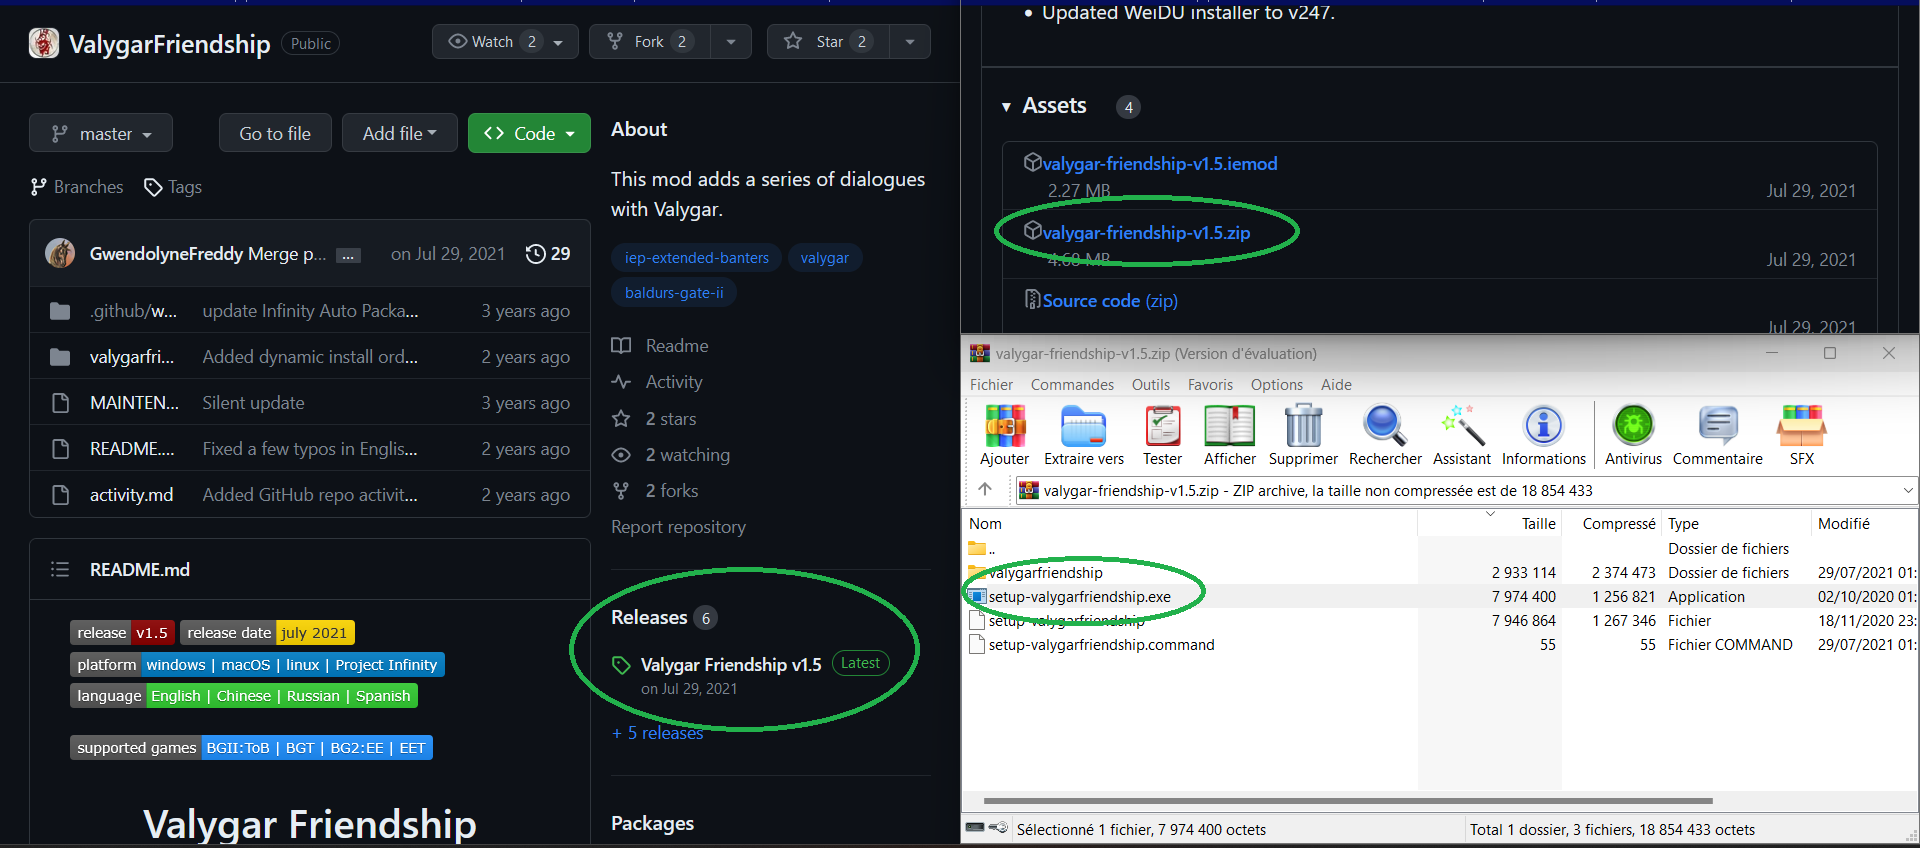 ValygarFriendship Public
Watch 2
Fork 2
Star 2
master
Go to file
Add file
Code
Branches
Tags
GwendolyneFreddy Merge p... ... on Jul 29, 2021 29
.github/w... update Infinity Auto Packa... 3 years ago
valygarfri... Added dynamic install ord... 2 years ago
MAINTEN... Silent update 3 years ago
README.... Fixed a few typos in Englis... 2 years ago
activity.md Added GitHub repo activit... 2 years ago
README.md
release v1.5 release date july 2021
platform windows | macOS | linux | Project Infinity
language English | Chinese | Russian | Spanish
supported games BGII:ToB | BGT | BG2:EE | EET
Valygar Friendship
About
This mod adds a series of dialogues
with Valygar.
iep-extended-banters valygar
baldurs-gate-ii
Readme
Activity
2 stars
2 watching
2 forks
Report repository
Releases 6
Valygar Friendship v1.5 Latest
on Jul 29, 2021
+ 5 releases
Packages
• Updated WeiDU installer to v247.
Assets 4
valygar-friendship-v1.5.iemod
2.27 MB Jul 29, 2021
valygar-friendship-v1.5.zip
4.68 MB Jul 29, 2021
Source code (zip)
Jul 29, 2021
valygar-friendship-v1.5.zip (Version d'évaluation)
Fichier Commandes Outils Favoris Options Aide
Ajouter Extraire vers Tester Afficher Supprimer Rechercher Assistant Informations Antivirus Commentaire SFX
valygar-friendship-v1.5.zip - ZIP archive, la taille non compressée est de 18 854 433
Nom Taille Compressé Type Modifié
.. Dossier de fichiers
valygarfriendship 2 933 114 2 374 473 Dossier de fichiers 29/07/2021 01:
setup-valygarfriendship.exe 7 974 400 1 256 821 Application 02/10/2020 01:
setup-valygarfriendship 7 946 864 1 267 346 Fichier 18/11/2020 23:
setup-valygarfriendship.command 55 55 Fichier COMMAND 29/07/2021 01:
Sélectionné 1 fichier, 7 974 400 octets
Total 1 dossier, 3 fichiers, 18 854 433 octets